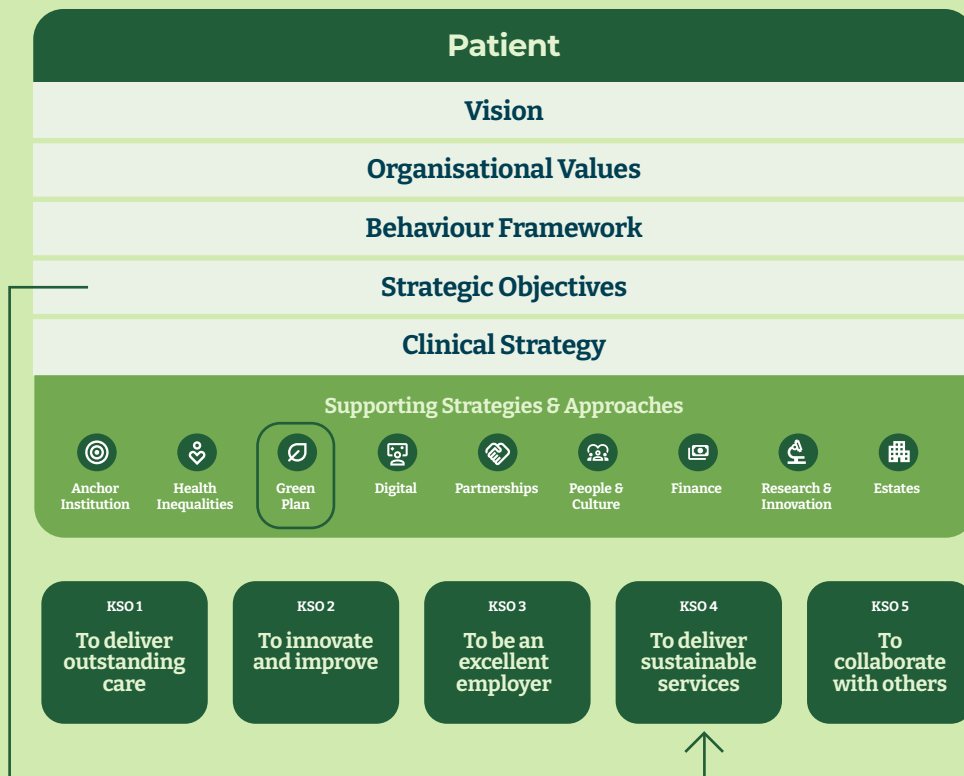 Patient
Vision
Organisational Values
Behaviour Framework
Strategic Objectives
Clinical Strategy
Supporting Strategies & Approaches
Anchor
Institution
Health
Inequalities
Green
Plan
Digital
Partnerships
People &
Culture
Finance
Research &
Innovation
Estates
KSO 1
To deliver
outstanding
care
KSO 2
To innovate
and improve
KSO 3
To be an
excellent
employer
KSO 4
To deliver
sustainable
services
KSO 5
To
collaborate
with others